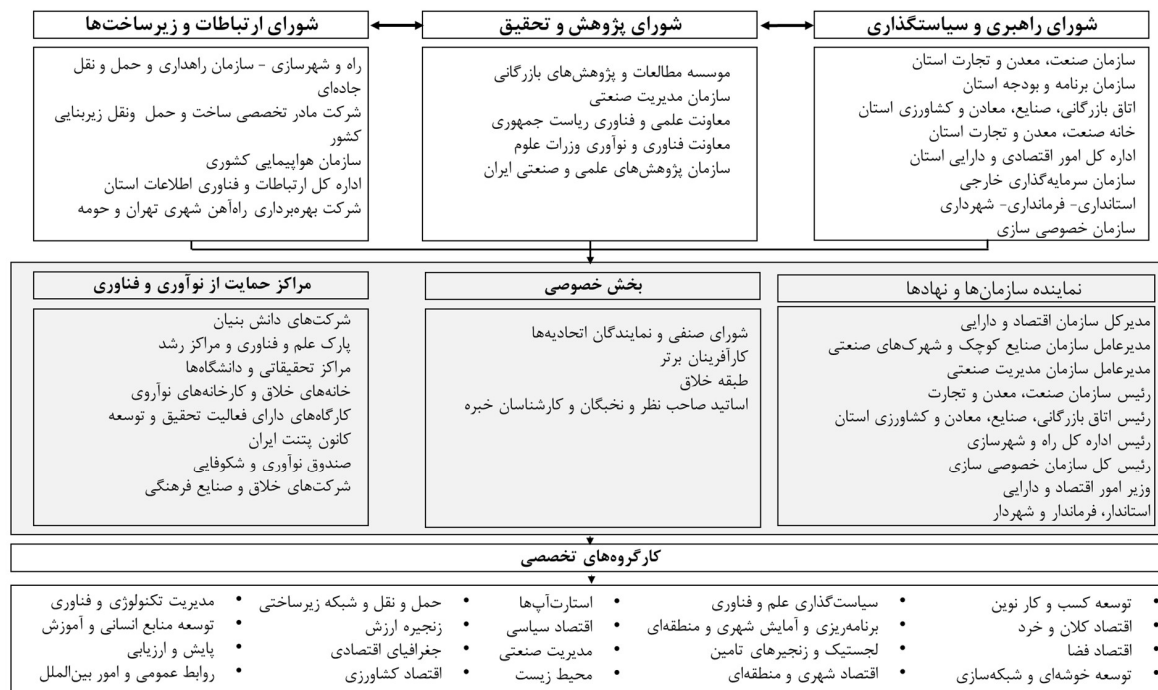 شورای راهبری و سیاستگذاری
سازمان صنعت، معدن و تجارت استان
سازمان برنامه و بودجه استان
اتاق بازرگانی، صنایع، معادن و کشاورزی استان
خانه صنعت، معدن و تجارت استان
اداره کل امور اقتصادی و دارایی استان
سازمان سرمایه‌گذاری خارجی
استانداری- فرمانداری- شهرداری
سازمان خصوصی سازی
شورای پژوهش و تحقیق
موسسه مطالعات و پژوهش‌های بازرگانی
سازمان مدیریت صنعتی
معاونت علمی و فناوری ریاست جمهوری
معاونت فناوری و نوآوری وزرات علوم
سازمان پژوهش‌های علمی و صنعتی ایران
شورای ارتباطات و زیرساخت‌ها
راه و شهرسازی – سازمان راهداری و حمل و نقل
جاده‌ای
شرکت مادر تخصصی ساخت و حمل ونقل زیربنایی
کشور
سازمان هواپیمایی کشوری
اداره کل ارتباطات و فناوری اطلاعات استان
شرکت بهره‌برداری راه‌آهن شهری تهران و حومه
نماینده سازمان‌ها و نهادها
مدیرکل سازمان اقتصاد و دارایی
مدیرعامل سازمان صنایع کوچک و شهرک‌های صنعتی
مدیرعامل سازمان مدیریت صنعتی
رئیس سازمان صنعت، معدن و تجارت
رئیس اتاق بازرگانی، صنایع، معادن و کشاورزی استان
رئیس اداره کل راه و شهرسازی
رئیس کل سازمان خصوصی سازی
وزیر امور اقتصاد و دارایی
استاندار، فرماندار و شهردار
بخش خصوصی
شورای صنفی و نمایندگان اتحادیه‌ها
کارآفرینان برتر
طبقه خلاق
اساتید صاحب نظر و نخبگان و کارشناسان خبره
مراکز حمایت از نوآوری و فناوری
شرکت‌های دانش بنیان
پارک علم و فناوری و مراکز رشد
مراکز تحقیقاتی و دانشگاه‌ها
خانه‌های خلاق و کارخانه‌های نوآروی
کارگاه‌های دارای فعالیت تحقیق و توسعه
کانون پتنت ایران
صندوق نوآوری و شکوفایی
شرکت‌های خلاق و صنایع فرهنگی
کارگروه‌های تخصصی
• توسعه کسب و کار نوین
• اقتصاد کلان و خرد
• اقتصاد فضا
• توسعه خوشه‌ای و شبکه‌سازی
• سیاست‌گذاری علم و فناوری
• برنامه‌ریزی و آمایش شهری و منطقه‌ای
• لجستیک و زنجیرهای تامین
• اقتصاد شهری و منطقه‌ای
• استارت‌آپ‌ها
• اقتصاد سیاسی
• مدیریت صنعتی
• محیط زیست
• حمل و نقل و شبکه زیرساختی
• زنجیره ارزش
• جغرافیای اقتصادی
• اقتصاد کشاورزی
• مدیریت تکنولوژی و فناوری
• توسعه منابع انسانی و آموزش
• پایش و ارزیابی
• روابط عمومی و امور بین‌الملل